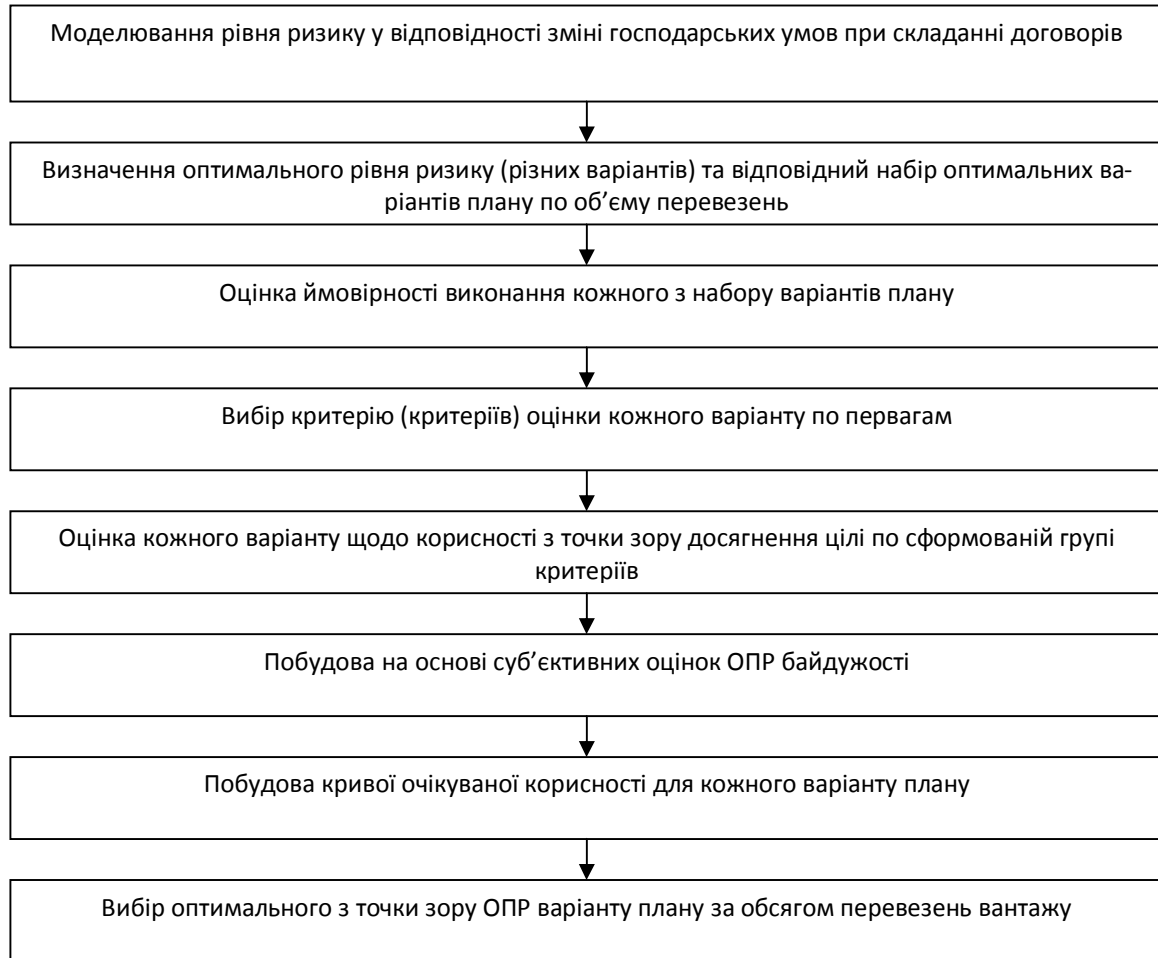 Моделювання рівня ризику у відповідності зміні господарських умов при складанні договорів
Визначення оптимального рівня ризику (різних варіантів) та відповідний набір оптимальних ва-
ріантів плану по об’єму перевезень
Оцінка ймовірності виконання кожного з набору варіантів плану
Вибір критерію (критеріїв) оцінки кожного варіанту по первагам
Оцінка кожного варіанту щодо корисності з точки зору досягнення цілі по сформованій групі
критеріїв
Побудова на основі суб’єктивних оцінок ОПР байдужості
Побудова кривої очікуваної корисності для кожного варіанту плану
Вибір оптимального з точки зору ОПР варіанту плану за обсягом перевезень вантажу